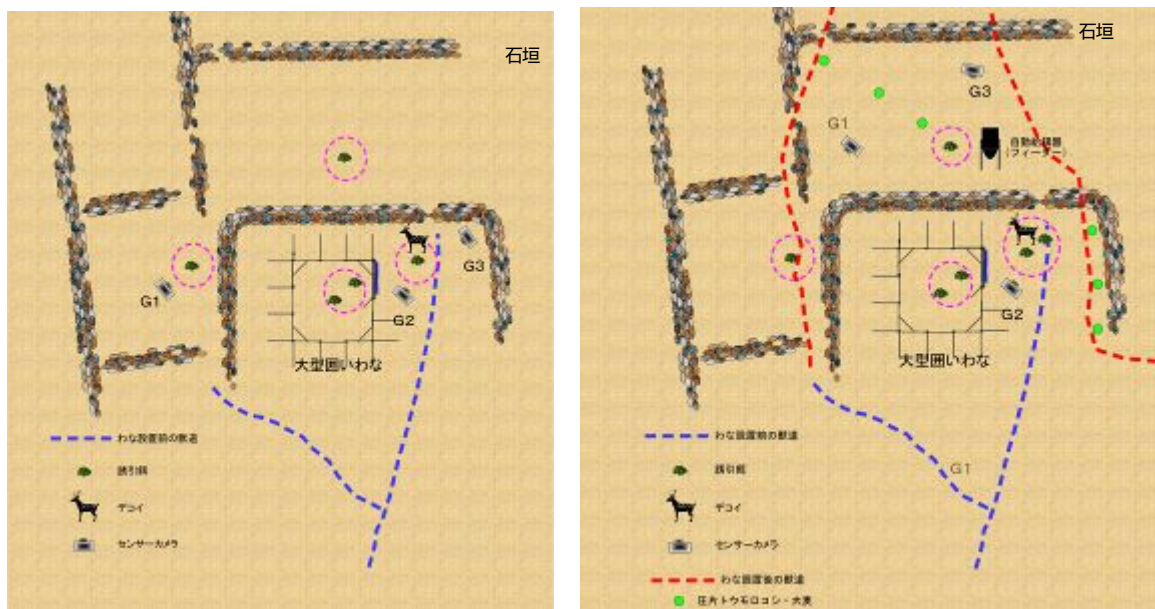 石垣
G1
G2
G3
大型囲いわな
わな設置前の獣道
誘引餌
デコイ
センサーカメラ
石垣
G3
G1
自動給餌器
(フィーダー)
G2
大型囲いわな
わな設置前の獣道
G1
誘引餌
デコイ
センサーカメラ
わな設置後の獣道
圧片トウモロコシ・大麦